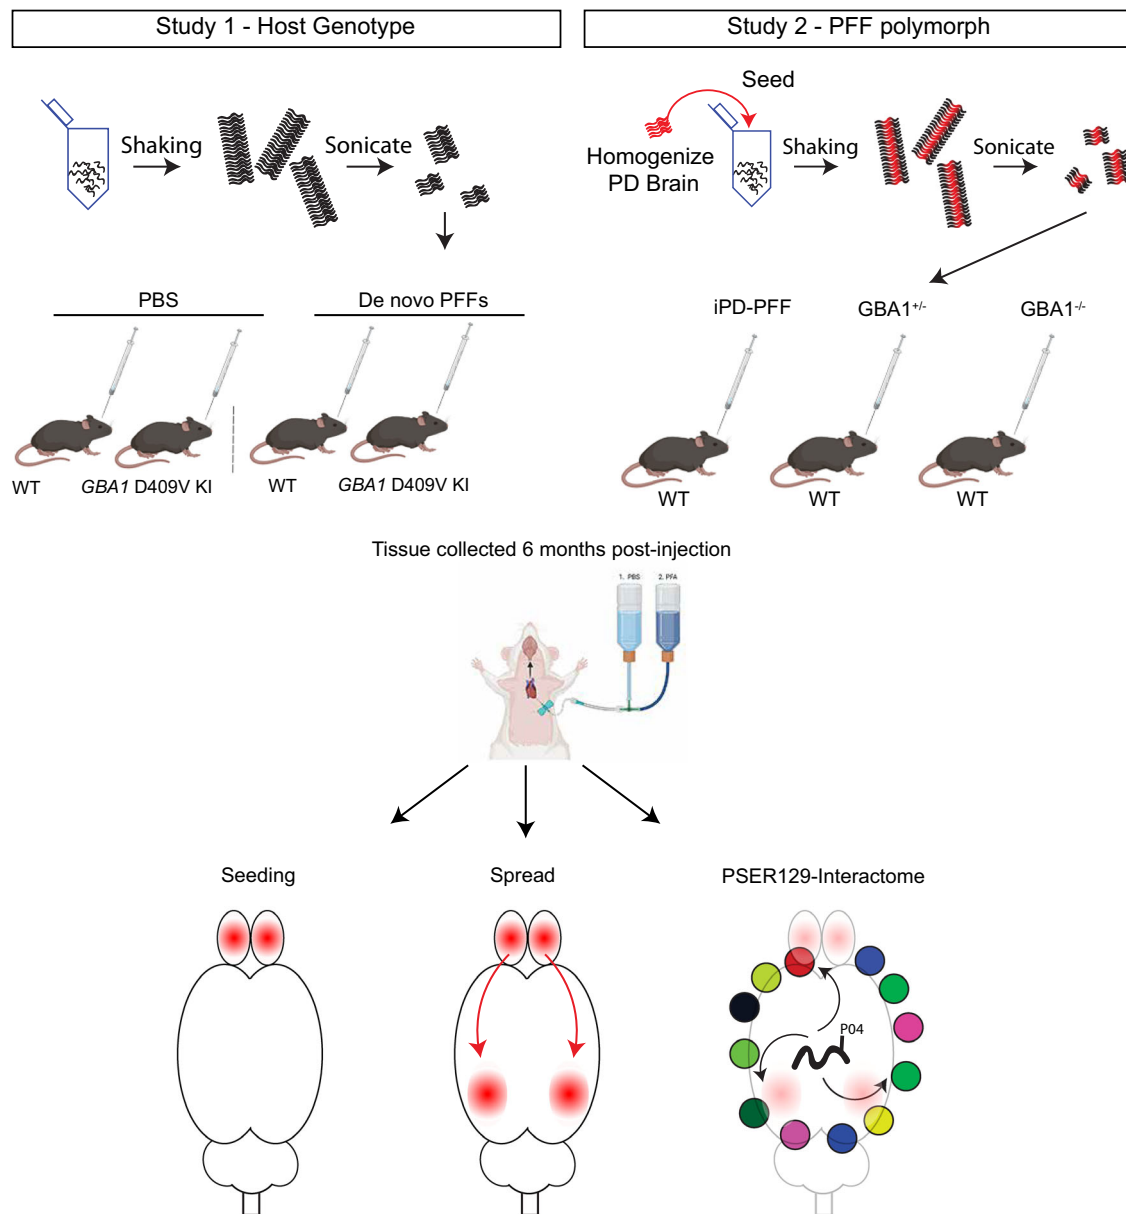 Study 1 - Host Genotype
Study 2 - PFF polymorph
Seed
Shaking
Sonicate
Homogenize
PD Brain
Shaking
Sonicate
PBS
De novo PFFs
iPD-PFF
GBA1+/-
GBA1-/-
WT
GBA1 D409V KI
WT
GBA1 D409V KI
WT
WT
WT
Tissue collected 6 months post-injection
1. PBS
2. PFA
Seeding
Spread
PSER129-Interactome
P04